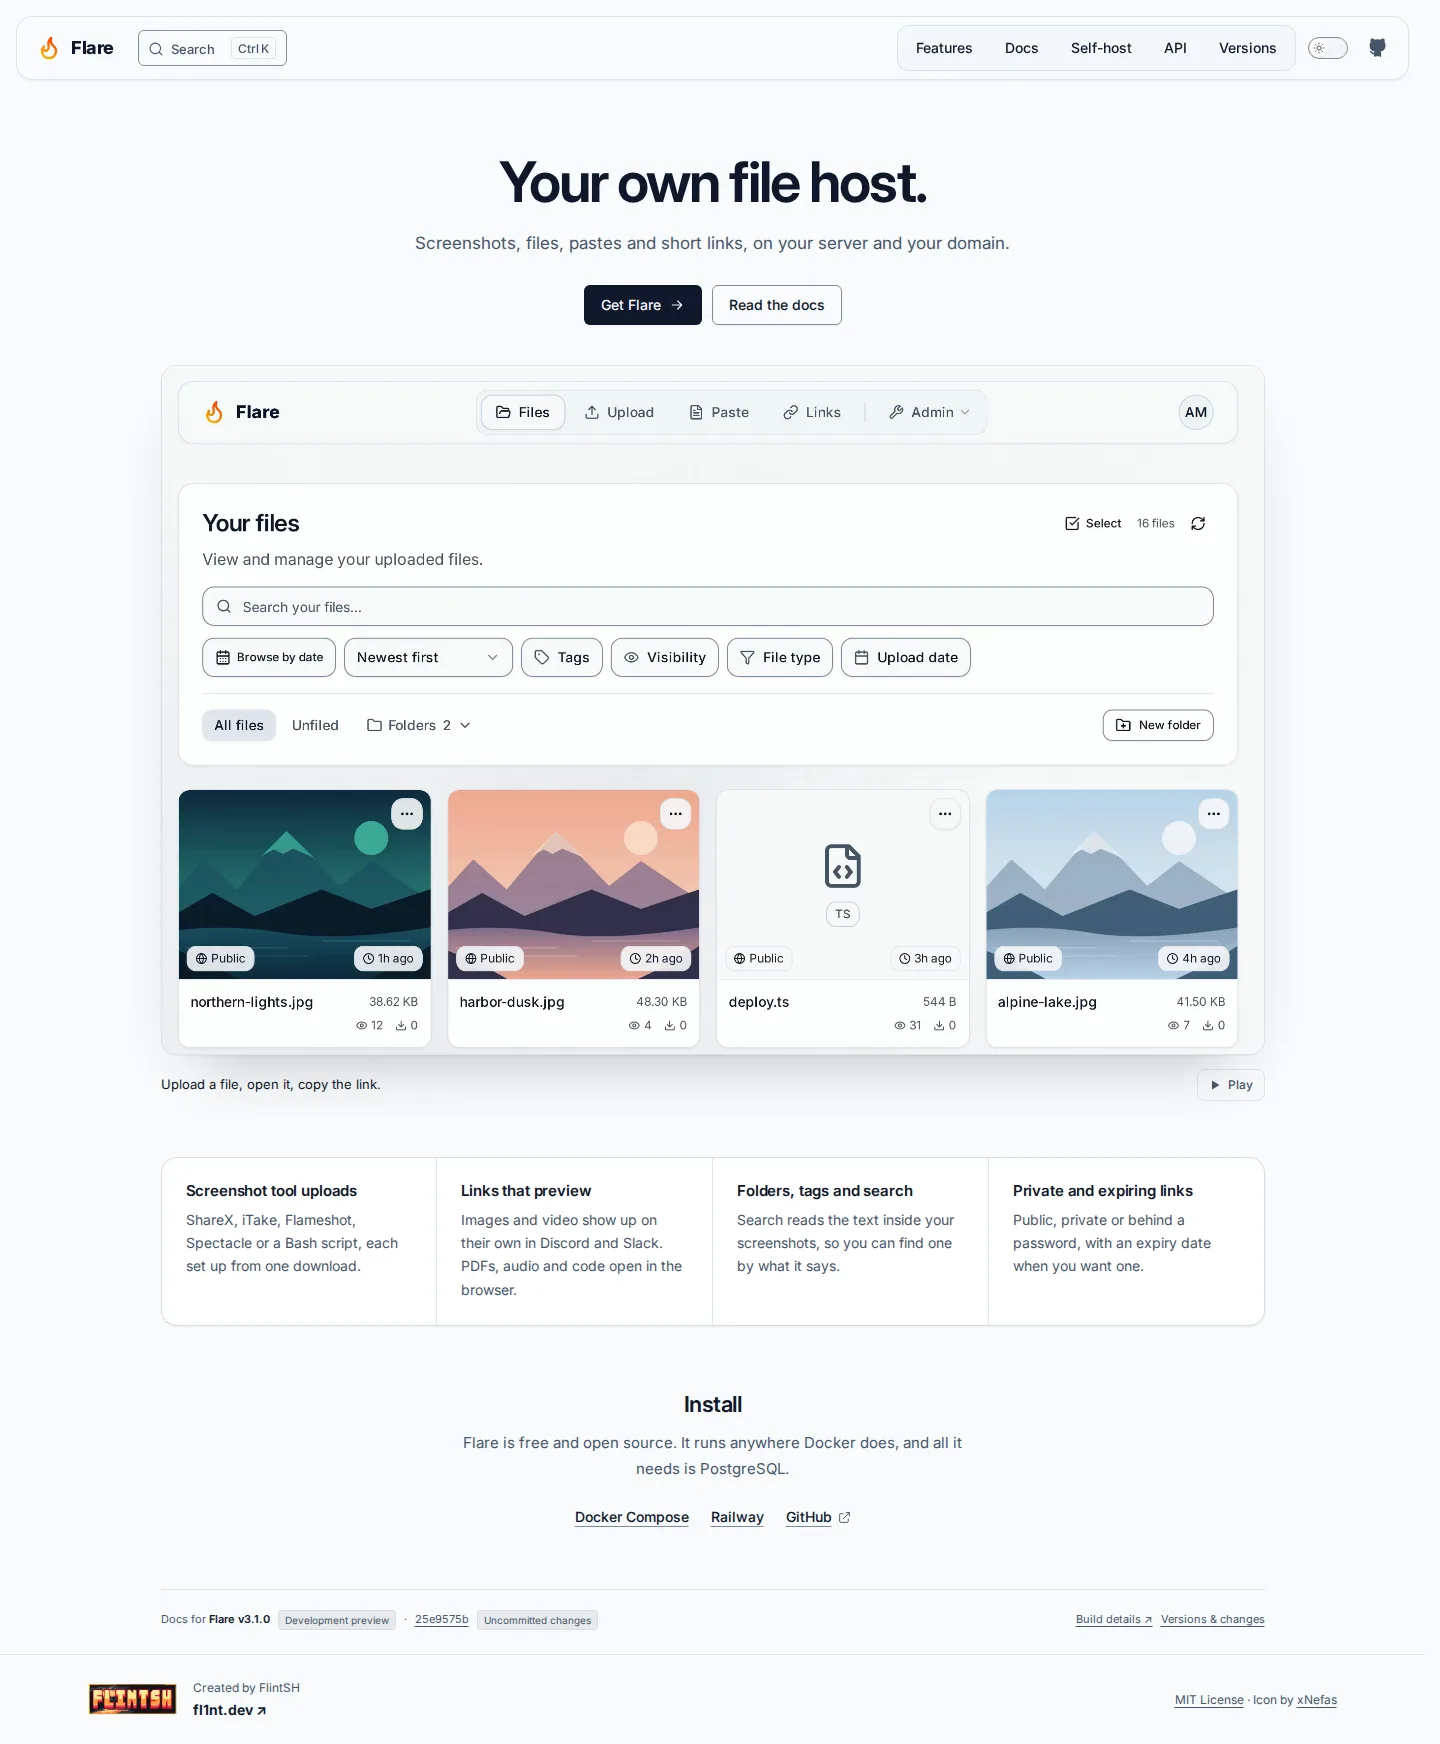 Flare
Search Ctrl K
Features Docs Self-host API Versions
Your own file host.
Screenshots, files, pastes and short links, on your server and your domain.
Get Flare →
Read the docs
Flare
Files Upload Paste Links Admin
AM
Your files
Select 16 files
View and manage your uploaded files.
Search your files...
Browse by date Newest first Tags Visibility File type Upload date
All files Unfiled Folders 2 New folder
Public 1h ago
northern-lights.jpg 38.62 KB
12 0
Public 2h ago
harbor-dusk.jpg 48.30 KB
4 0
TS
Public 3h ago
deploy.ts 544 B
31 0
Public 4h ago
alpine-lake.jpg 41.50 KB
7 0
Upload a file, open it, copy the link.
Play
Screenshot tool uploads
ShareX, iTake, Flameshot,
Spectacle or a Bash script, each
set up from one download.
Links that preview
Images and video show up on
their own in Discord and Slack.
PDFs, audio and code open in the
browser.
Folders, tags and search
Search reads the text inside your
screenshots, so you can find one
by what it says.
Private and expiring links
Public, private or behind a
password, with an expiry date
when you want one.
Install
Flare is free and open source. It runs anywhere Docker does, and all it
needs is PostgreSQL.
Docker Compose Railway GitHub
Docs for Flare v3.1.0 Development preview · 25e9575b Uncommitted changes
Build details ↗ Versions & changes
FLINTSH
Created by FlintSH
fl1nt.dev ↗
MIT License · Icon by xNefas